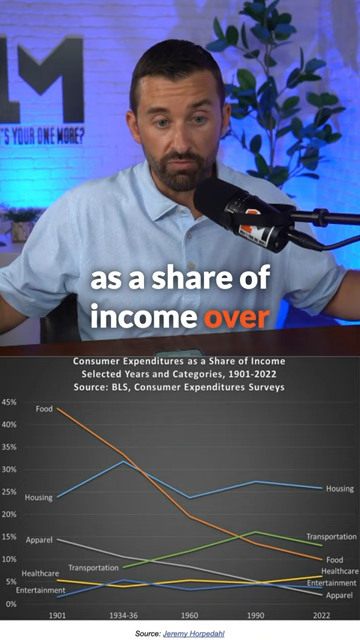 1M
'S YOUR ONE MORE?
as a share of
income over
Consumer Expenditures as a Share of Income
Selected Years and Categories, 1901-2022
Source: BLS, Consumer Expenditures Surveys
45%
40%
35%
30%
25%
20%
15%
10%
5%
0%
Food
Housing
Apparel
Healthcare
Entertainment
Transportation
Housing
Transportation
Food
Healthcare
Entertainment
Apparel
1901
1934-36
1960
1990
2022
Source: Jeremy Horpedahl